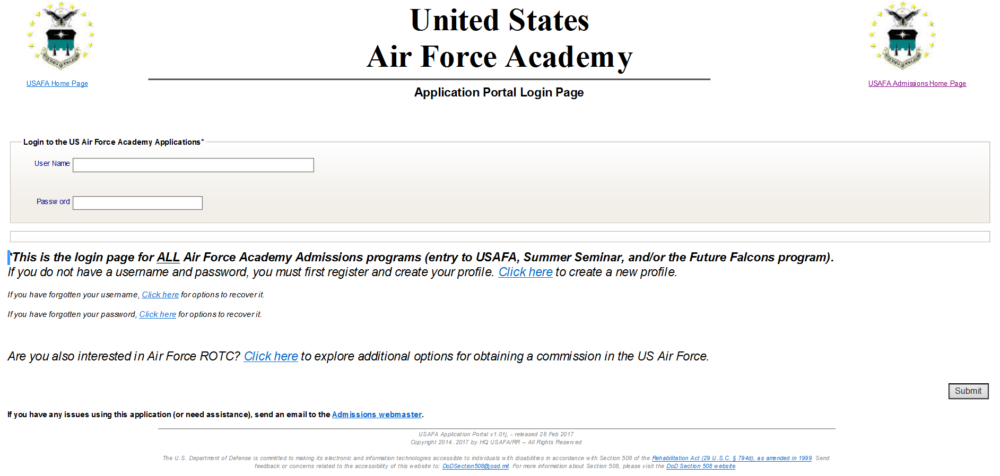 United States
Air Force Academy
USAFA Home Page
USAFA Admissions Home Page
Application Portal Login Page
Login to the US Air Force Academy Applications*
User Name
Password
*This is the login page for ALL Air Force Academy Admissions programs (entry to USAFA, Summer Seminar, and/or the Future Falcons program).
If you do not have a username and password, you must first register and create your profile. Click here to create a new profile.
If you have forgotten your username, Click here for options to recover it.
If you have forgotten your password, Click here for options to recover it.
Are you also interested in Air Force ROTC? Click here to explore additional options for obtaining a commission in the US Air Force.
Submit
If you have any issues using this application (or need assistance), send an email to the Admissions webmaster.
USAFA Application Portal v1.01j, - released 28 Feb 2017
Copyright 2014..2017 by HQ USAFA/RR -- All Rights Reserved
The U.S. Department of Defense is committed to making its electronic and information technologies accessible to individuals with disabilities in accordance with Section 508 of the Rehabilitation Act (29 U.S.C. § 794d), as amended in 1999. Send
feedback or concerns related to the accessibility of this website to: DoDSection508@osd.mil. For more information about Section 508, please visit the DoD Section 508 website.